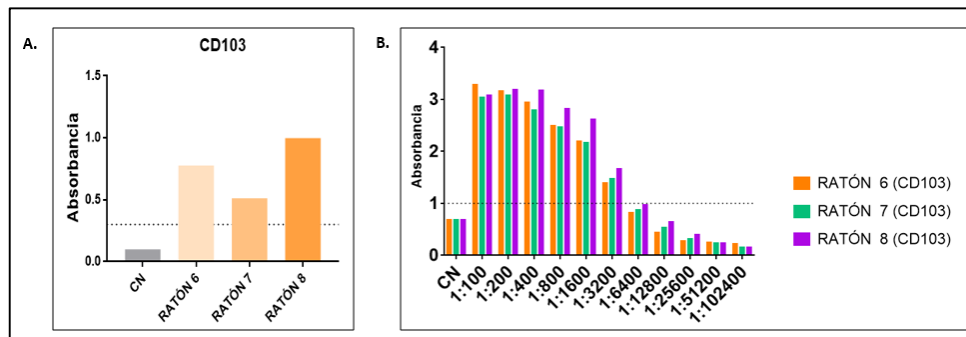 A.
CD103
Absorbancia
1.5
1.0
0.5
0.0
CN
RATÓN 6
RATÓN 7
RATÓN 8
B.
Absorbancia
4
3
2
1
0
CN
1:100
1:200
1:400
1:800
1:1600
1:3200
1:6400
1:12800
1:25600
1:51200
1:102400
RATÓN 6 (CD103)
RATÓN 7 (CD103)
RATÓN 8 (CD103)